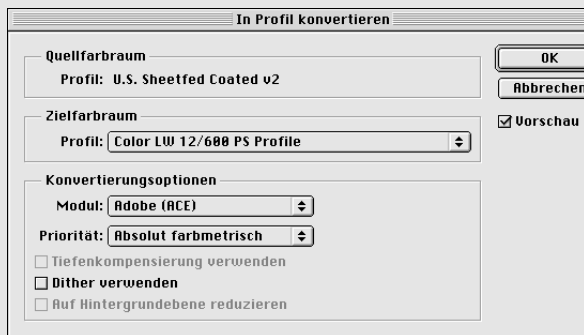 In Profil konvertieren
Quellfarbraum
Profil: U.S. Sheetfed Coated v2
Zielfarbraum
Profil: Color LW 12/600 PS Profile
Konvertierungsoptionen
Modul: Adobe (ACE)
Priorität: Absolut farbmetrisch
Tiefenkompensierung verwenden
Dither verwenden
Auf Hintergrundebene reduzieren
OK
Abbrechen
Vorschau